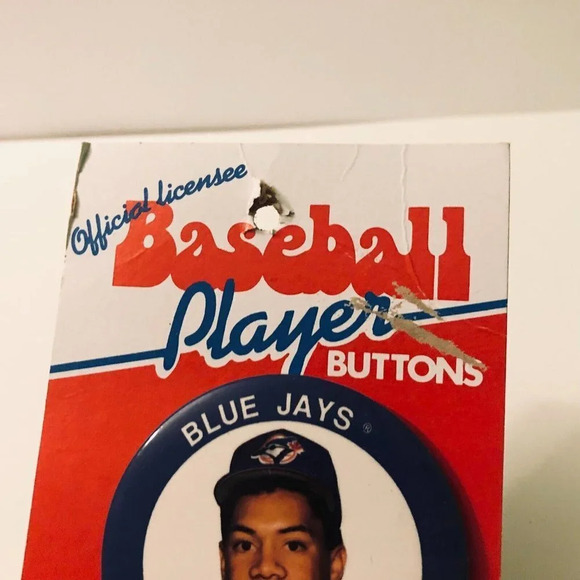 Official licensee
Baseball
Player
BUTTONS
BLUE JAYS ®